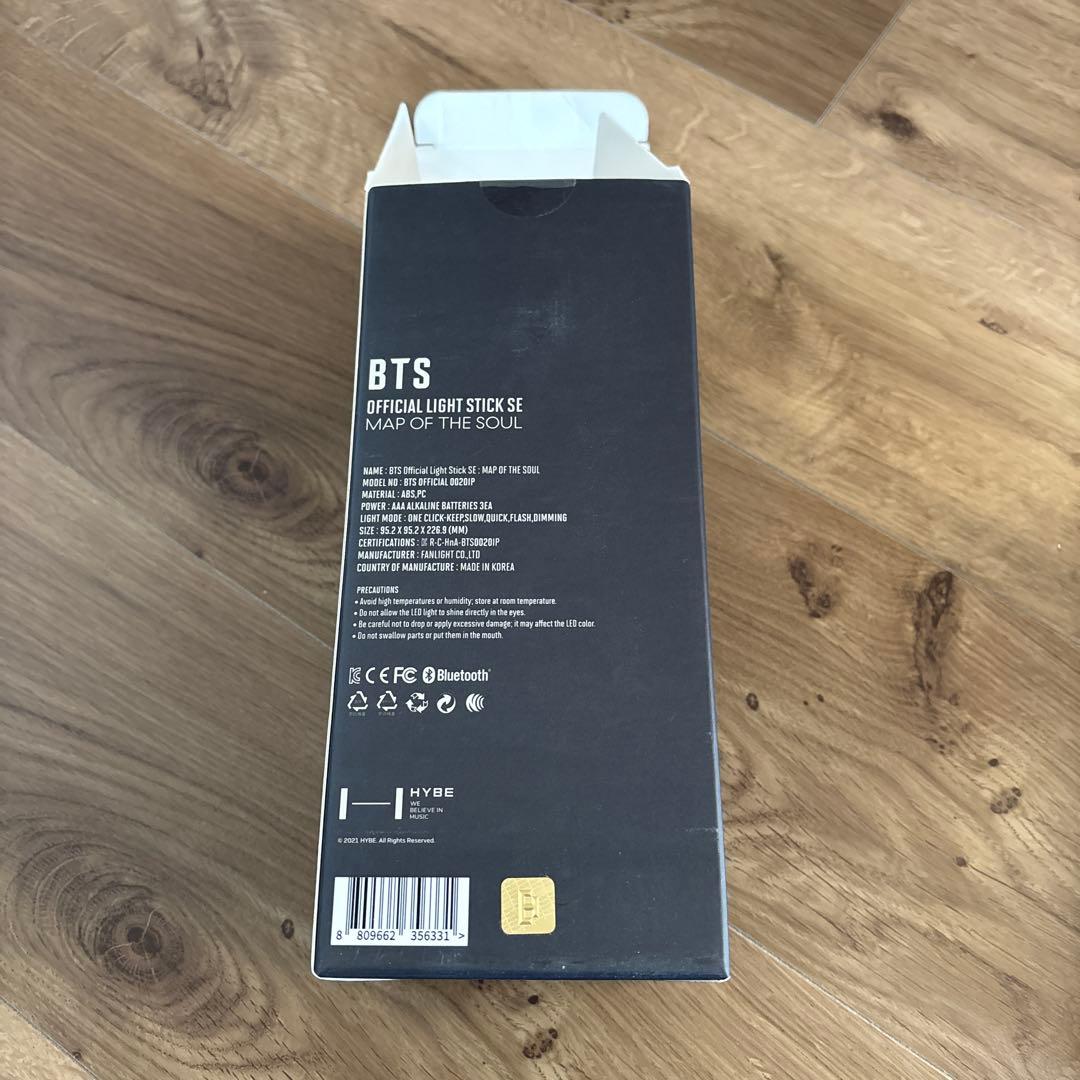 BTS
OFFICIAL LIGHT STICK SE
MAP OF THE SOUL
NAME : BTS Official Light Stick SE : MAP OF THE SOUL
MODEL NO : BTS OFFICIAL 0020IP
MATERIAL : ABS,PC
POWER : AAA ALKALINE BATTERIES 3EA
LIGHT MODE : ONE CLICK-KEEP,SLOW,QUICK,FLASH,DIMMING
SIZE : 95.2 X 95.2 X 226.9 (MM)
CERTIFICATIONS : R-C-HnA-BTS0020IP
MANUFACTURER : FANLIGHT CO.,LTD
COUNTRY OF MANUFACTURE : MADE IN KOREA
PRECAUTIONS
• Avoid high temperatures or humidity; store at room temperature.
• Do not allow the LED light to shine directly in the eyes.
• Be careful not to drop or apply excessive damage; it may affect the LED color.
• Do not swallow parts or put them in the mouth.
KC CE FC Bluetooth®
HYBE
WE
BELIEVE IN
MUSIC
© 2021 HYBE. All Rights Reserved.
8 809662 356331 >